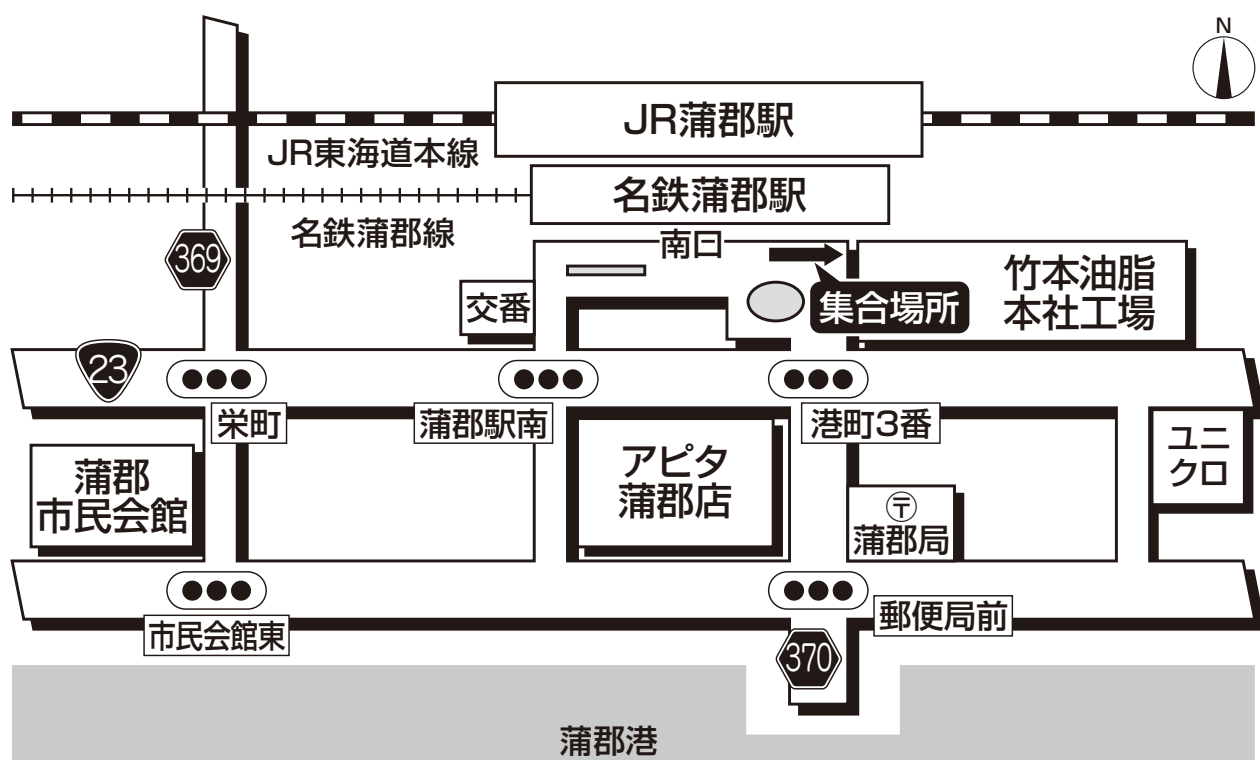 N
JR蒲郡駅
JR東海道本線
名鉄蒲郡駅
名鉄蒲郡線
南口
369
交番
集合場所
竹本油脂
本社工場
23
栄町
蒲郡駅南
港町3番
蒲郡
市民会館
アピタ
蒲郡店
〒
蒲郡局
ユニ
クロ
市民会館東
郵便局前
370
蒲郡港